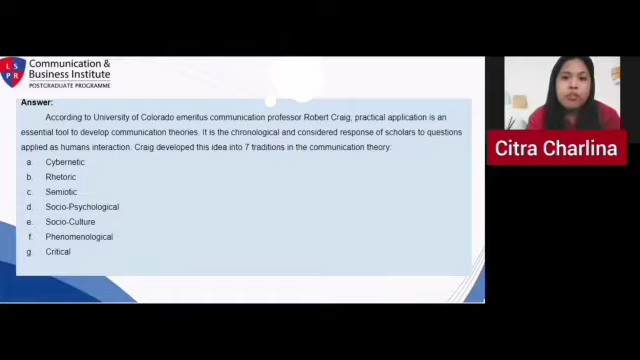 LS
PR
Communication &
Business Institute
POSTGRADUATE PROGRAMME
Answer:
According to University of Colorado emeritus communication professor Robert Craig, practical application is an
essential tool to develop communication theories. It is the chronological and considered response of scholars to questions
applied as humans interaction. Craig developed this idea into 7 traditions in the communication theory:
a. Cybernetic
b. Rhetoric
c. Semiotic
d. Socio-Psychological
e. Socio-Culture
f. Phenomenological
g. Critical
Citra Charlina